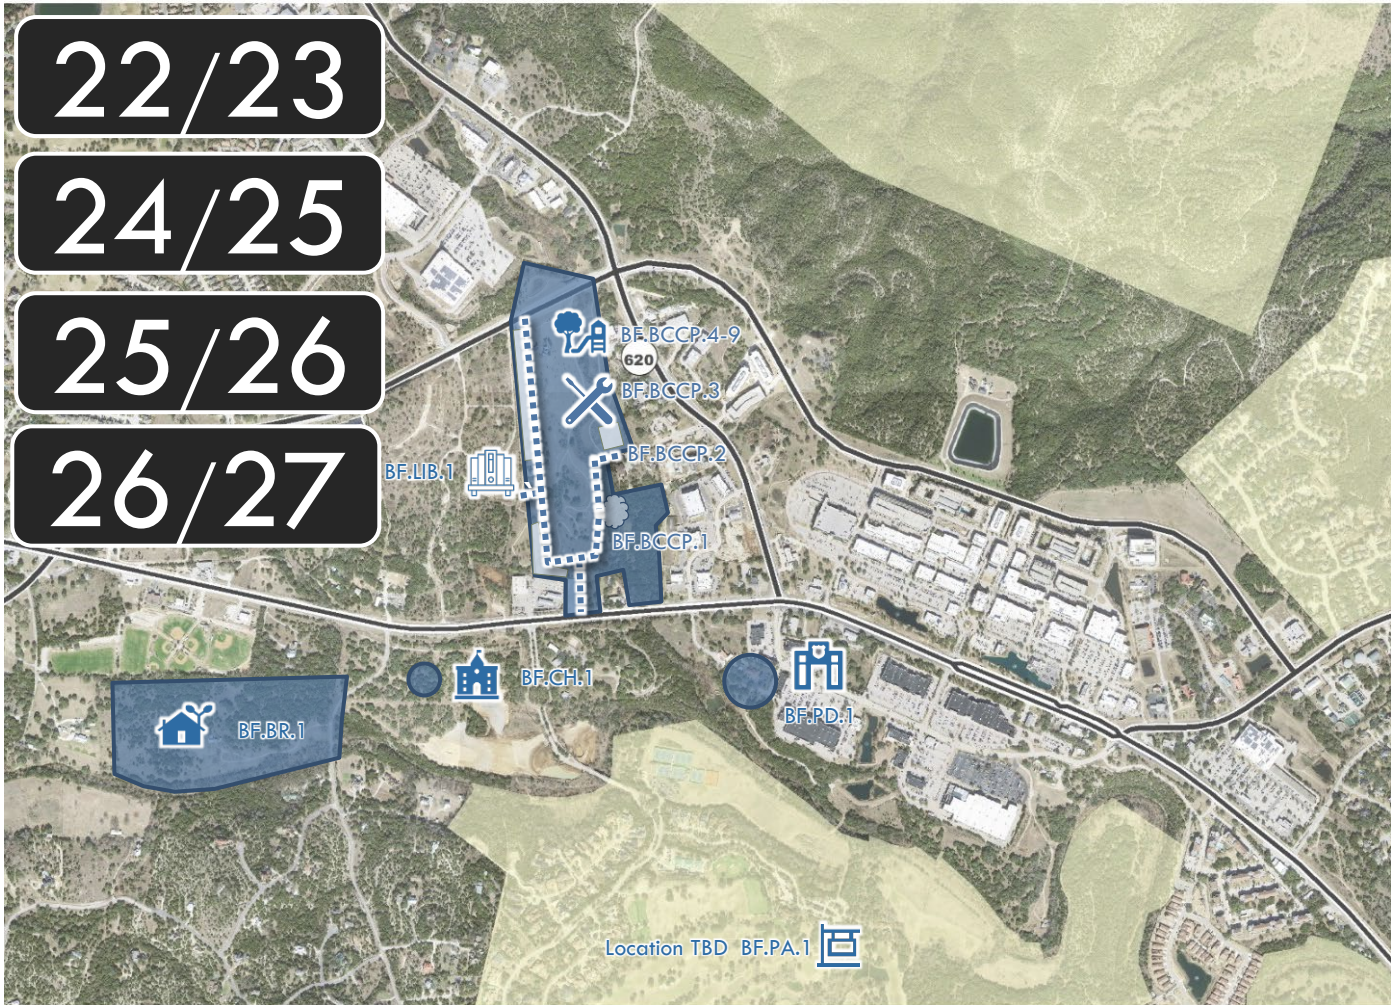 22/23
24/25
25/26
26/27
BF.BCCP.4-9
620
BF.BCCP.3
BF.BCCP.2
BF.LIB.1
BF.BCCP.1
BF.CH.1
BF.PD.1
BF.BR.1
Location TBD BF.PA.1